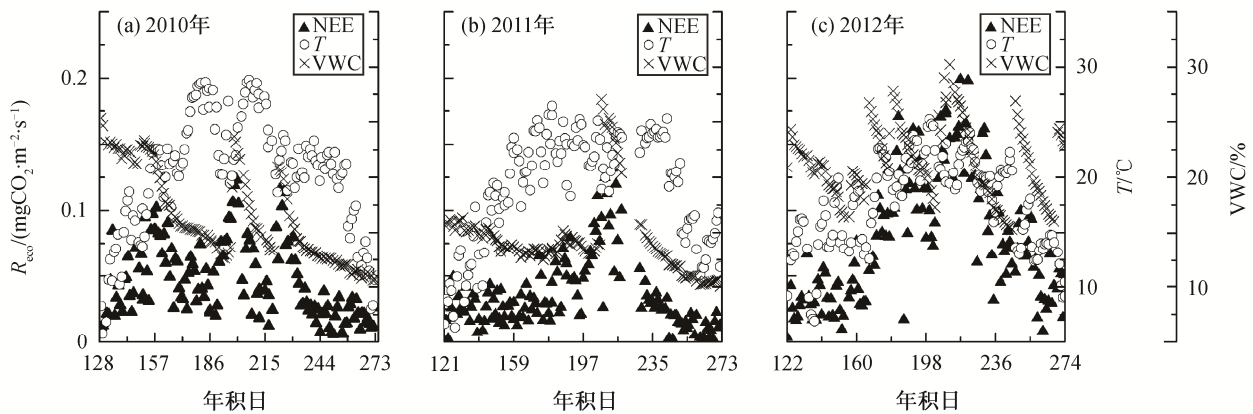 (a) 2010年
NEE
T
VWC
(b) 2011年
NEE
T
VWC
(c) 2012年
NEE
T
VWC
R_eco/(mgCO₂·m⁻²·s⁻¹)
0.2
0.1
0
128 157 186 215 244 273
年积日
121 159 197 235 273
年积日
122 160 198 236 274
年积日
30
20
10
T/℃
30
20
10
VWC/%